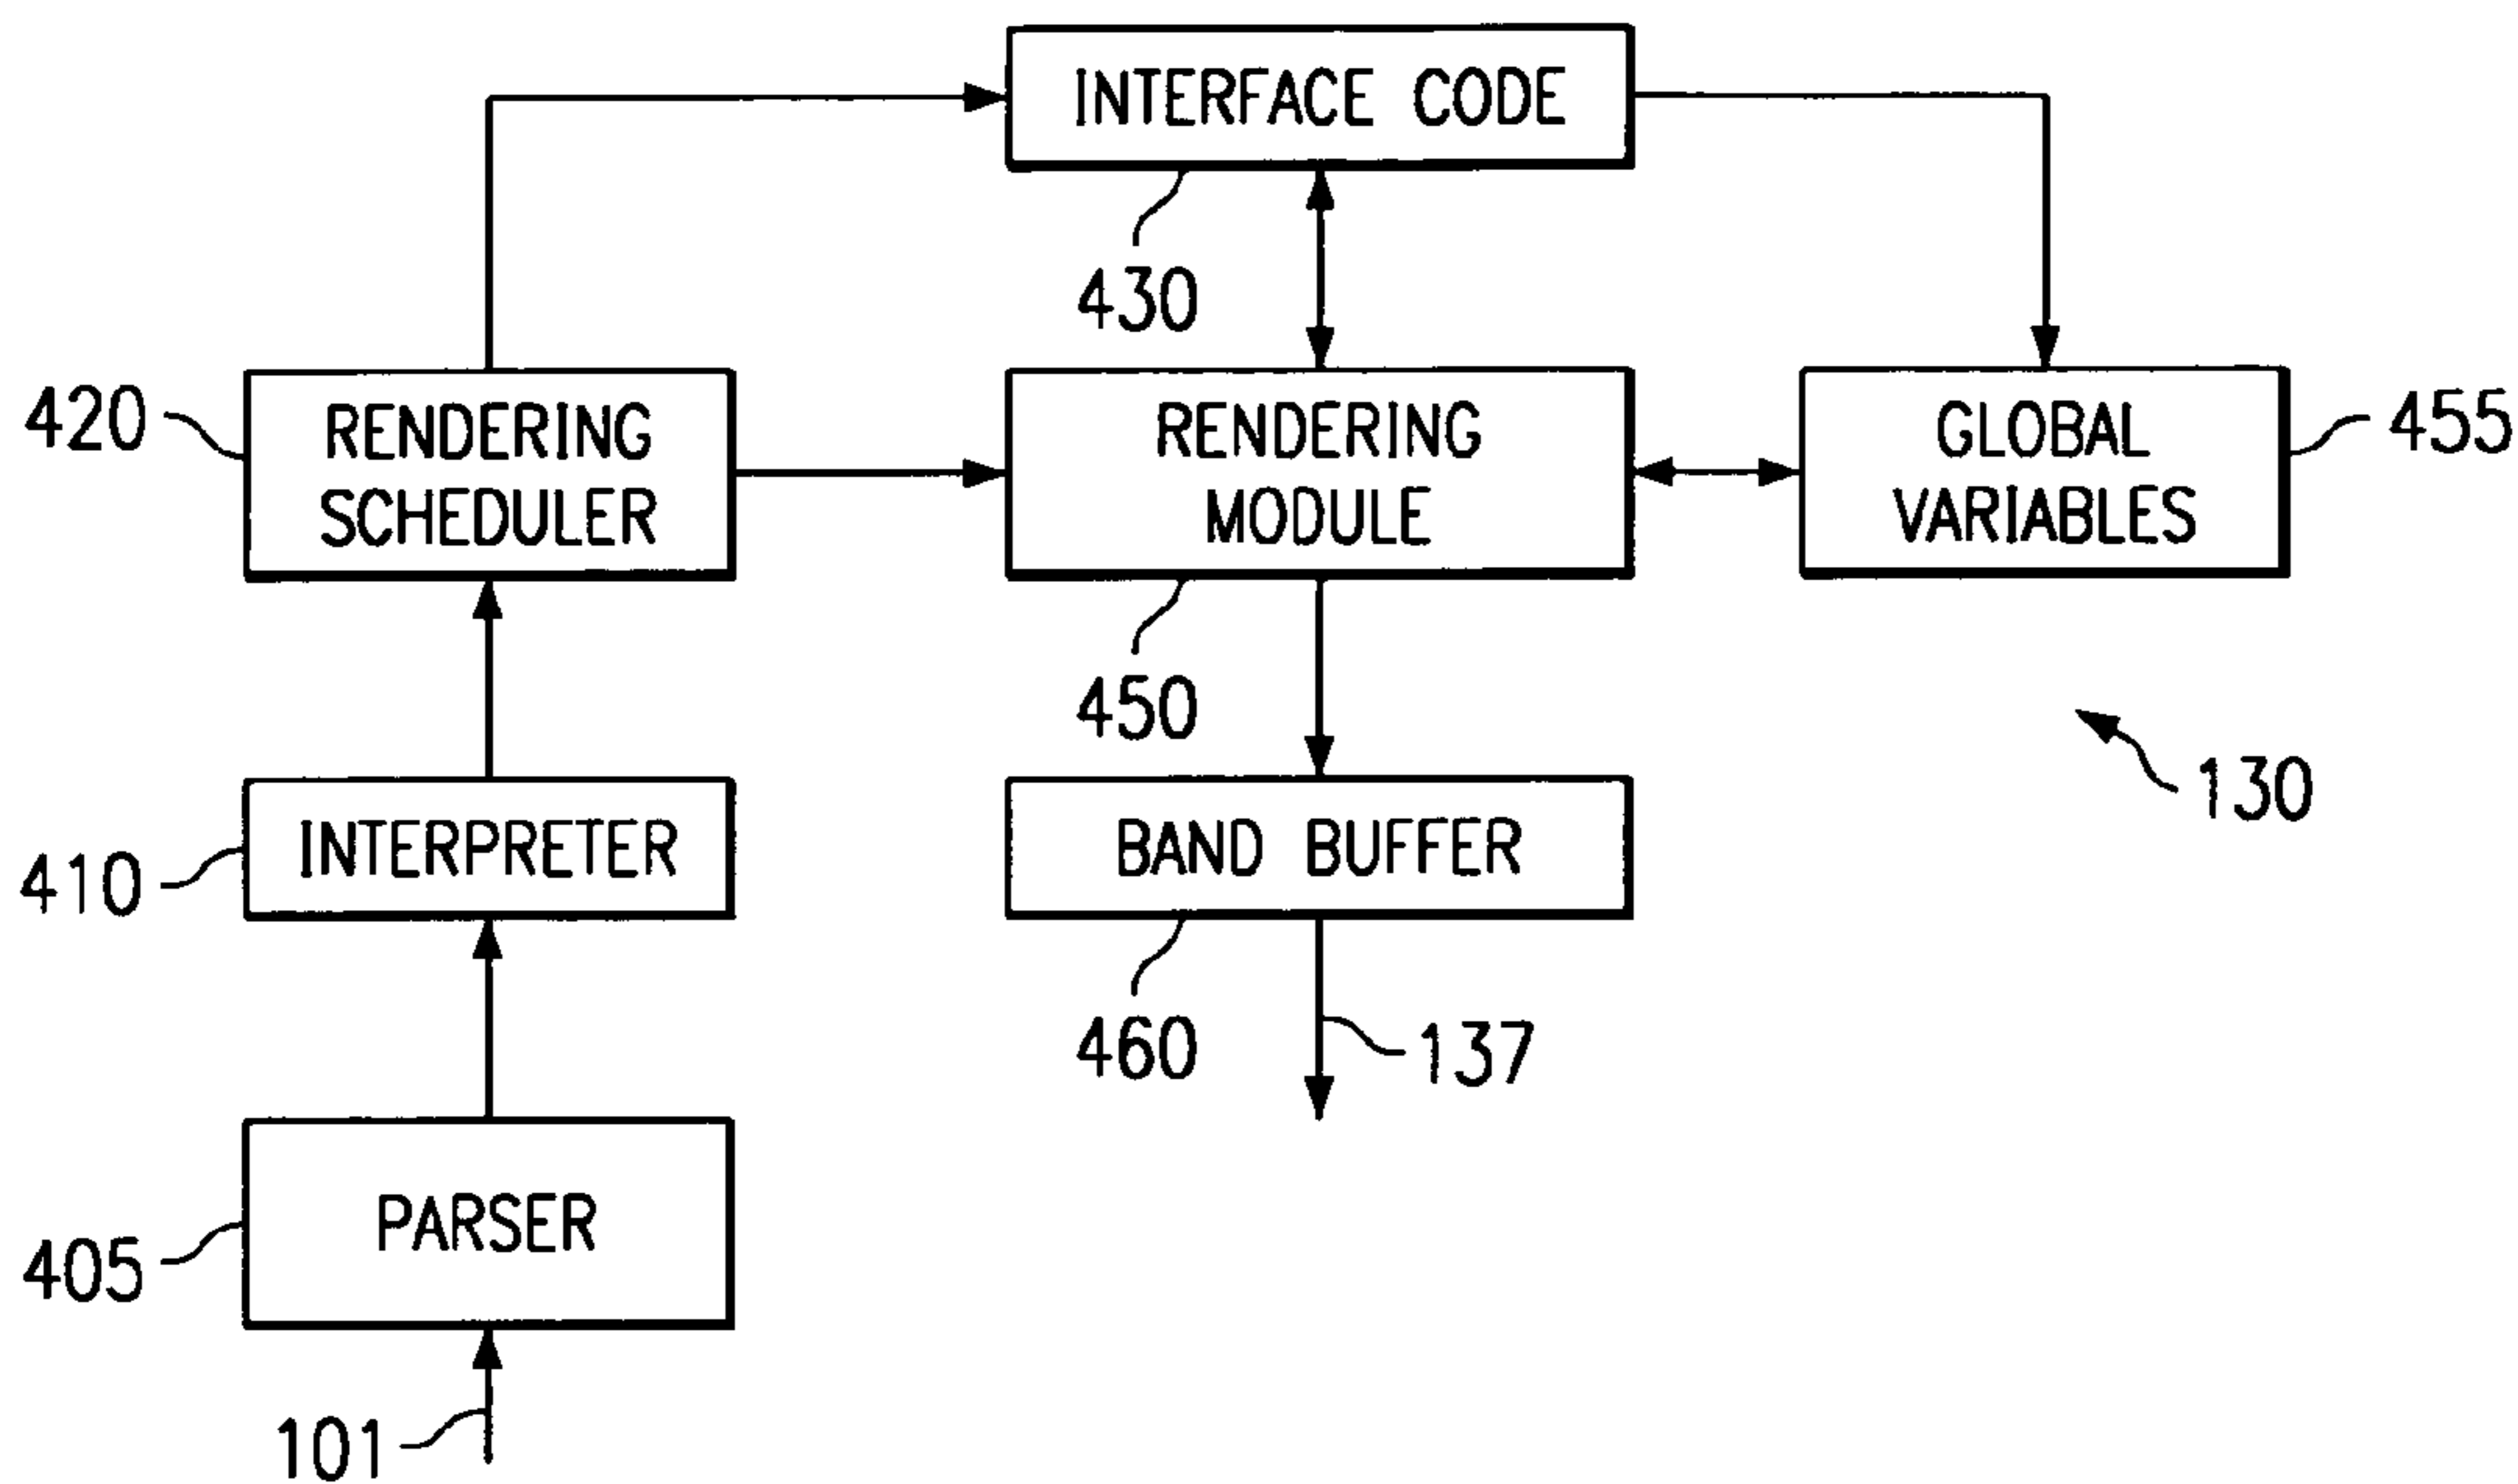 INTERFACE CODE
430
420
RENDERING
SCHEDULER
RENDERING
MODULE
GLOBAL
VARIABLES
455
450
130
410
INTERPRETER
BAND BUFFER
460
137
405
PARSER
101